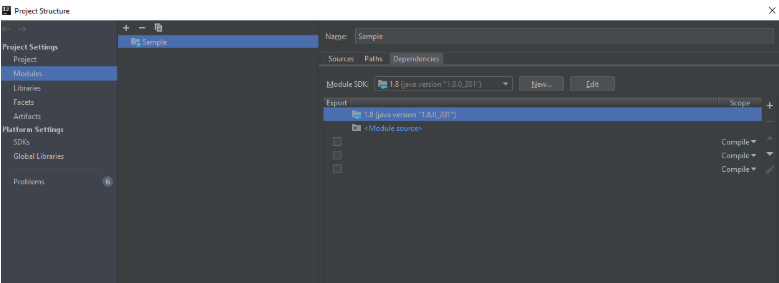 Project Structure
Project Settings
Project
Modules
Libraries
Facets
Artifacts
Platform Settings
SDKs
Global Libraries
Problems 6
Sample
Name: Sample
Sources Paths Dependencies
Module SDK: 1.8 (java version "1.8.0_201") New... Edit
Export Scope
1.8 (java version "1.8.0_201")
<Module source>
Compile
Compile
Compile